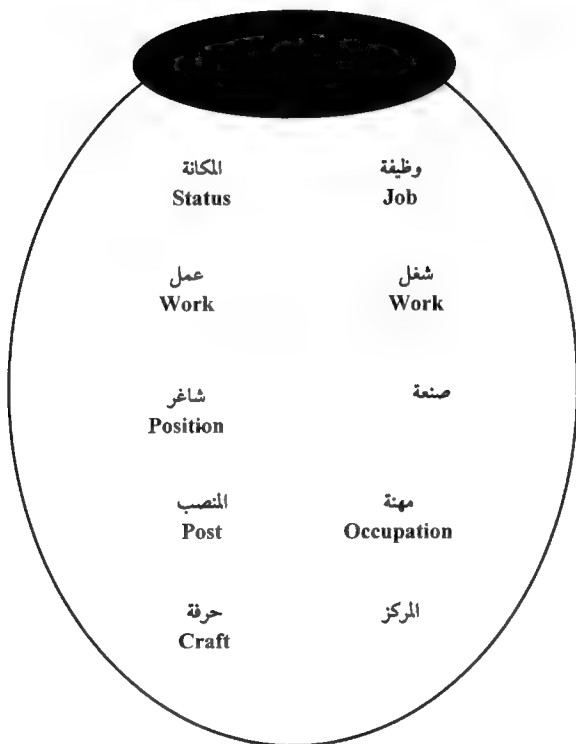 المكانة وظيفة
Status Job
عمل شغل
Work Work
شاغر صنعة
Position
المنصب مهنة
Post Occupation
حرفة المركز
Craft